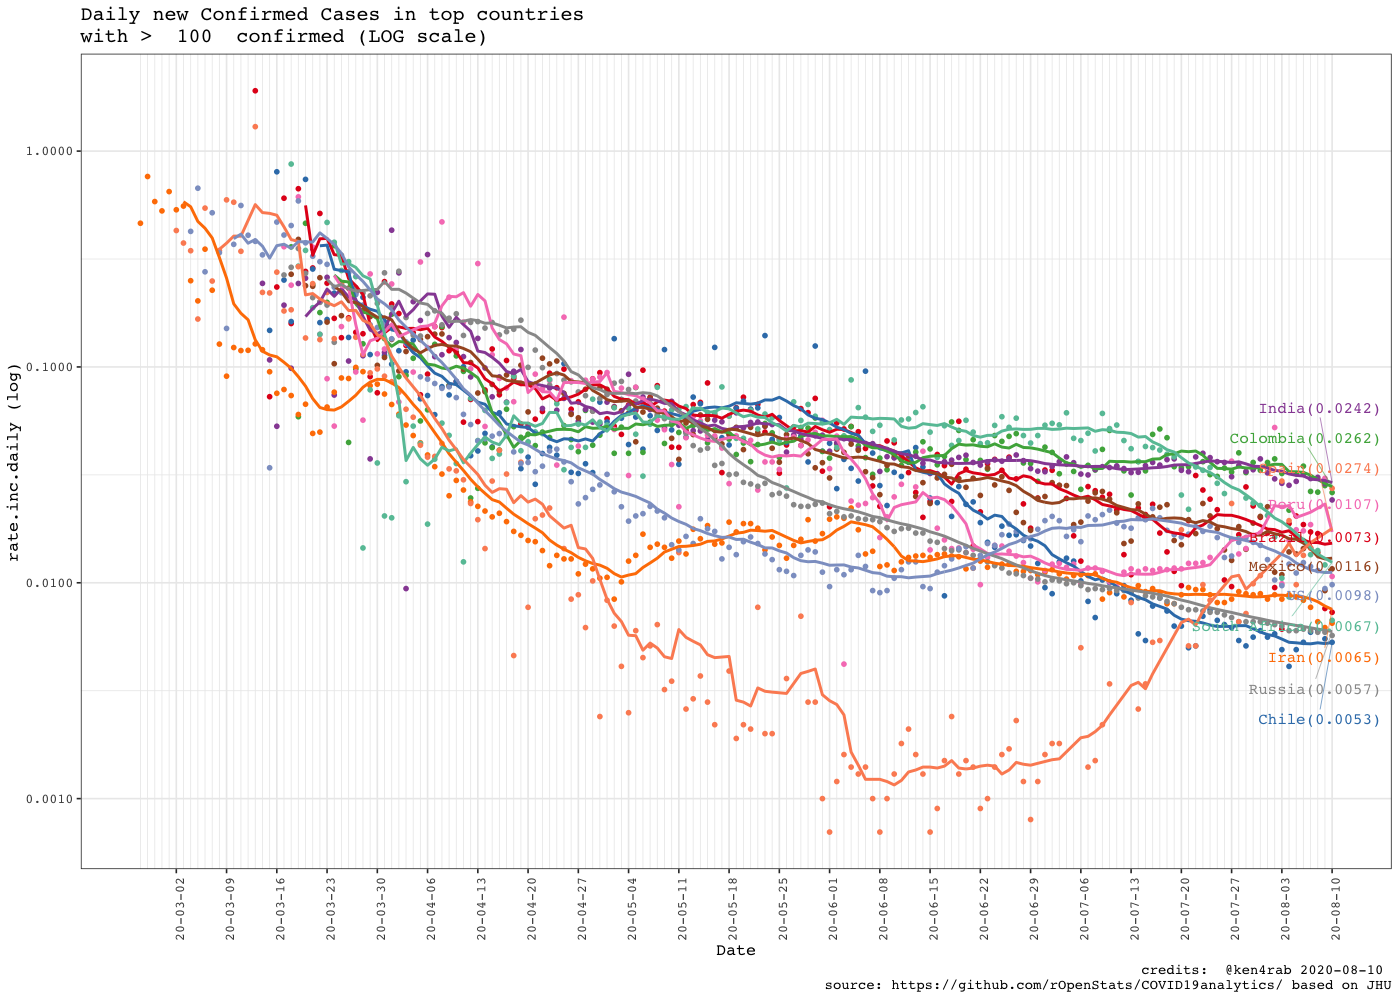 Daily new Confirmed Cases in top countries
with >  100  confirmed (LOG scale)
rate.inc.daily (log)
1.0000
0.1000
0.0100
0.0010
India(0.0242)
Colombia(0.0262)
(0.0274)
Peru(0.0107)
Brazil(0.0073)
Mexico(0.0116)
US(0.0098)
South Africa(0.0067)
Iran(0.0065)
Russia(0.0057)
Chile(0.0053)
20-03-02
20-03-09
20-03-16
20-03-23
20-03-30
20-04-06
20-04-13
20-04-20
20-04-27
20-05-04
20-05-11
20-05-18
20-05-25
20-06-01
20-06-08
20-06-15
20-06-22
20-06-29
20-07-06
20-07-13
20-07-20
20-07-27
20-08-03
20-08-10
Date
credits:  @ken4rab 2020-08-10
source: https://github.com/rOpenStats/COVID19analytics/ based on JHU